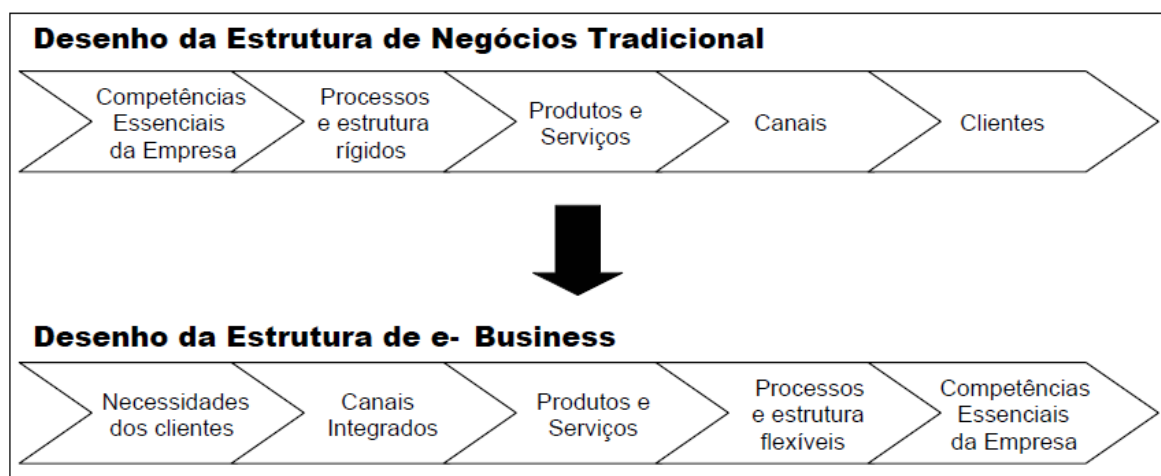 Desenho da Estrutura de Negócios Tradicional
Competências
Essenciais
da Empresa
Processos
e estrutura
rígidos
Produtos e
Serviços
Canais
Clientes
Desenho da Estrutura de e- Business
Necessidades
dos clientes
Canais
Integrados
Produtos e
Serviços
Processos
e estrutura
flexíveis
Competências
Essenciais
da Empresa